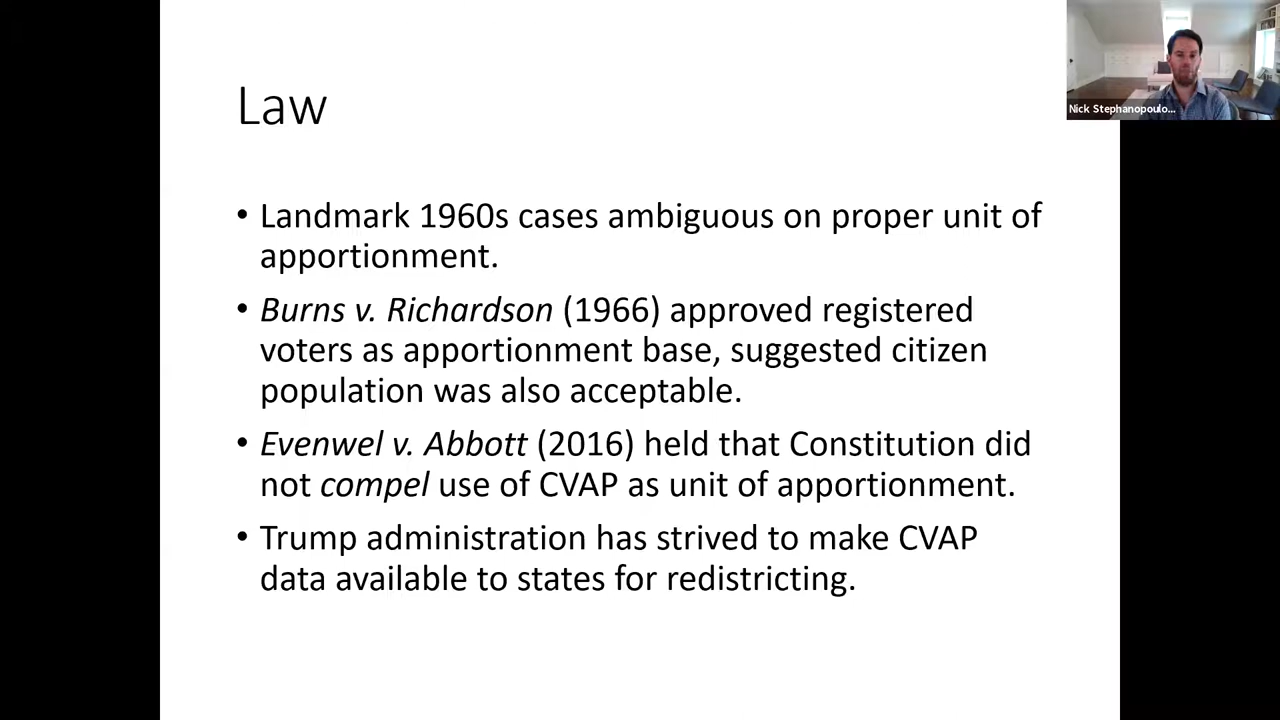 Nick Stephanopoulo...
Law
• Landmark 1960s cases ambiguous on proper unit of
apportionment.
• Burns v. Richardson (1966) approved registered
voters as apportionment base, suggested citizen
population was also acceptable.
• Evenwel v. Abbott (2016) held that Constitution did
not compel use of CVAP as unit of apportionment.
• Trump administration has strived to make CVAP
data available to states for redistricting.